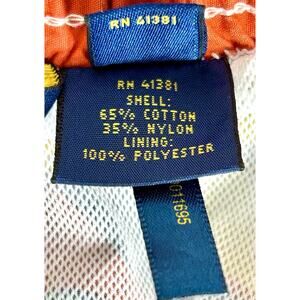 RN 41381
RN 41381
SHELL:
65% COTTON
35% NYLON
LINING:
100% POLYESTER
011695